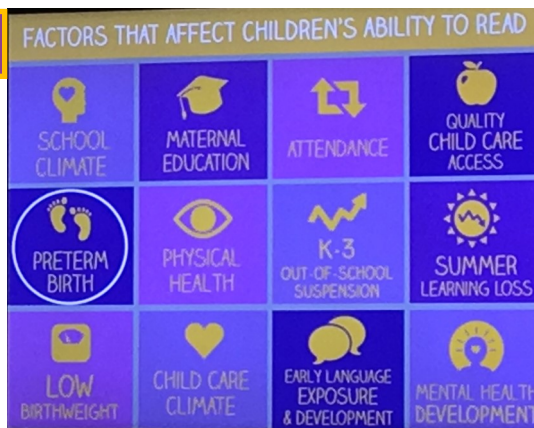 FACTORS THAT AFFECT CHILDREN'S ABILITY TO READ
SCHOOL
CLIMATE
MATERNAL
EDUCATION
ATTENDANCE
QUALITY
CHILD CARE
ACCESS
PRETERM
BIRTH
PHYSICAL
HEALTH
K-3
OUT-OF-SCHOOL
SUSPENSION
SUMMER
LEARNING LOSS
LOW
BIRTHWEIGHT
CHILD CARE
CLIMATE
EARLY LANGUAGE
EXPOSURE
& DEVELOPMENT
MENTAL HEALTH
DEVELOPMENT